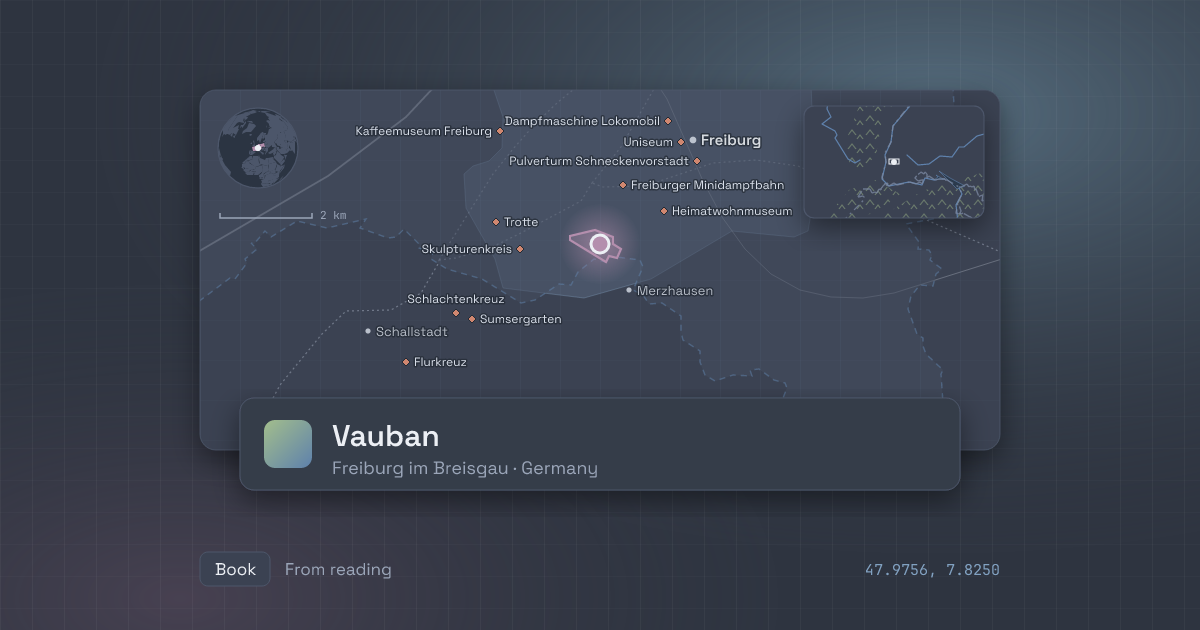 Dampfmaschine Lokomobil
Kaffeemuseum Freiburg
Uniseum
Freiburg
Pulverturm Schneckenvorstadt
Freiburger Minidampfbahn
Heimatwohnmuseum
2 km
Trotte
Skulpturenkreis
Merzhausen
Schlachtenkreuz
Sumsergarten
Schallstadt
Flurkreuz
Vauban
Freiburg im Breisgau · Germany
Book
From reading
47.9756, 7.8250